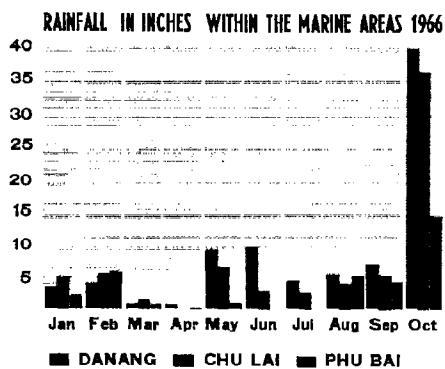 RAINFALL IN INCHES WITHIN THE MARINE AREAS 1966
40
35
30
25
20
15
10
5
Jan Feb Mar Apr May Jun Jul Aug Sep Oct
DANANG CHU LAI PHU BAI